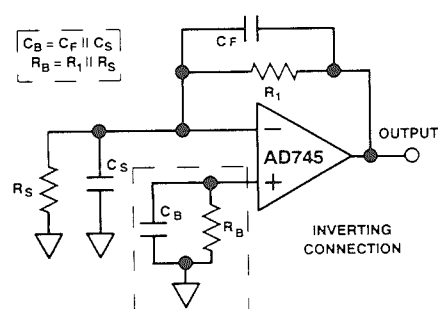 C_B = C_F || C_S
R_B = R_1 || R_S
C_F
R_1
−
AD745
OUTPUT
C_S
R_S
+
C_B
R_B
INVERTING
CONNECTION